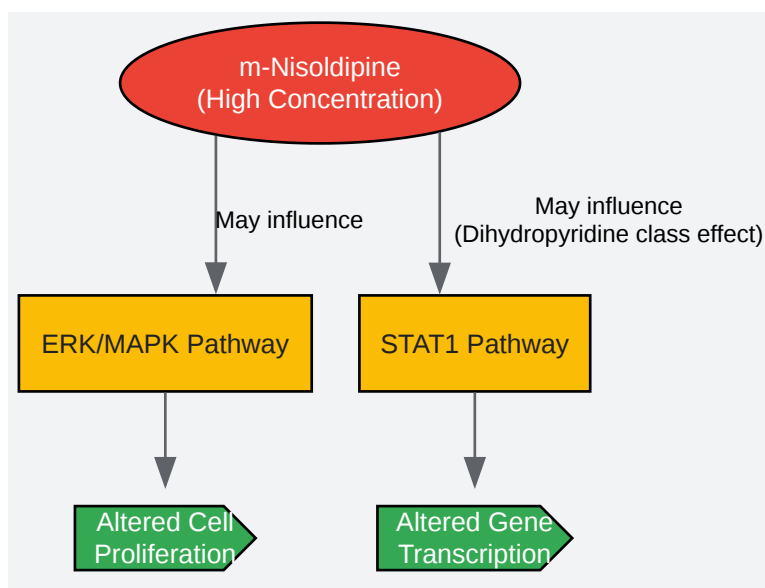 m-Nisoldipine
(High Concentration)
May influence
May influence
(Dihydropyridine class effect)
ERK/MAPK Pathway
STAT1 Pathway
Altered Cell
Proliferation
Altered Gene
Transcription